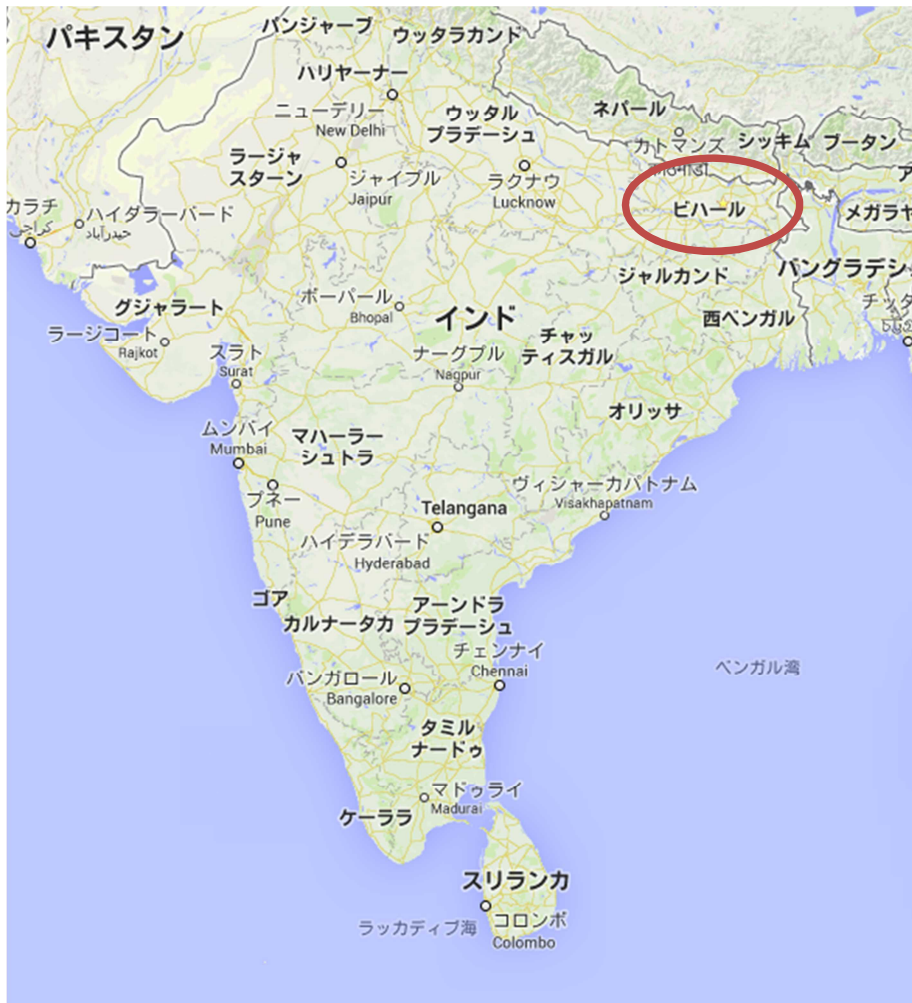 パキスタン
パンジャーブ
ウッタラカンド
ハリヤーナー
ニューデリー
New Delhi
ウッタル
プラデーシュ
ネパール
カトマンズ
シッキム
ブータン
ラージャ
スターン
ジャイプル
Jaipur
ラクナウ
Lucknow
ビハール
カラチ
كراچي
ハイダラーバード
حیدرآباد
メガラヤ
ジャルカンド
バングラデシ
グジャラート
ボーパール
Bhopal
インド
西ベンガル
チッタ
ラージコート
Rajkot
スラト
Surat
ナーグプル
Nagpur
チャッ
ティスガル
オリッサ
ムンバイ
Mumbai
マハーラー
シュトラ
プネー
Pune
ヴィシャーカパトナム
Visakhapatnam
Telangana
ハイデラバード
Hyderabad
ゴア
カルナータカ
アーンドラ
プラデーシュ
チェンナイ
Chennai
ベンガル湾
バンガロール
Bangalore
タミル
ナードゥ
マドゥライ
Madurai
ケーララ
スリランカ
ラッカディブ海
コロンボ
Colombo